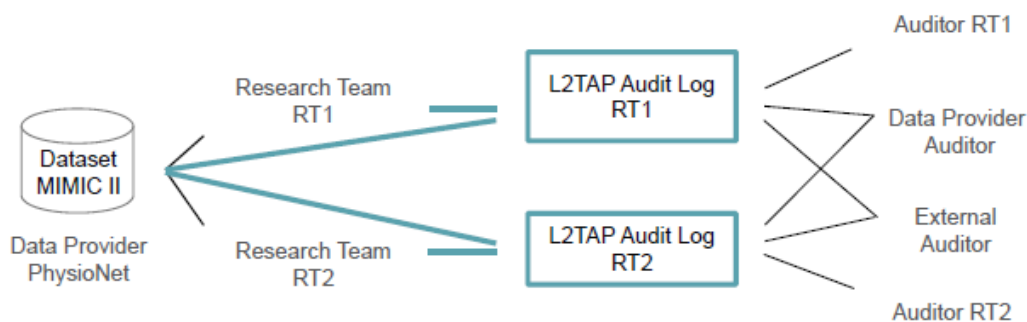 Dataset
MIMIC II
Data Provider
PhysioNet
Research Team
RT1
Research Team
RT2
L2TAP Audit Log
RT1
L2TAP Audit Log
RT2
Auditor RT1
Data Provider
Auditor
External
Auditor
Auditor RT2